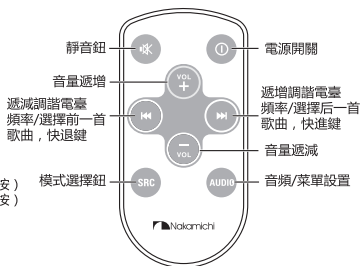 靜音鈕
電源開關
音量遞增
VOL
+
遞減調諧電臺
頻率/選擇前一首
歌曲，快退鍵
遞增調諧電臺
頻率/選擇后一首
歌曲，快進鍵
−
VOL
音量遞減
按）
按）
模式選擇鈕
SRC
AUDIO
音頻/菜單設置
Nakamichi